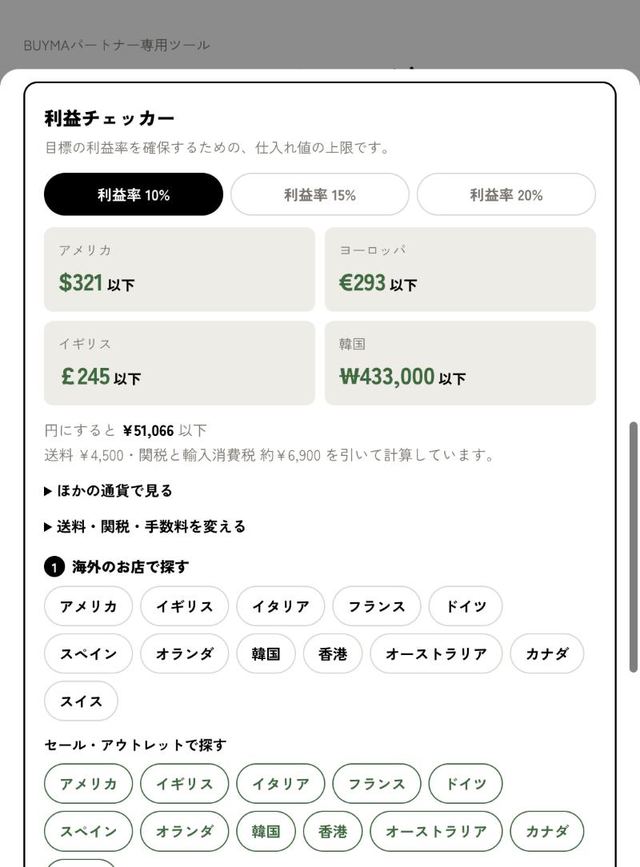 BUYMAパートナー専用ツール
利益チェッカー
目標の利益率を確保するための、仕入れ値の上限です。
利益率 10% 利益率 15% 利益率 20%
アメリカ ヨーロッパ
$321 以下 €293 以下
イギリス 韓国
£245 以下 ₩433,000 以下
円にすると ¥51,066 以下
送料 ¥4,500・関税と輸入消費税 約¥6,900 を引いて計算しています。
▶ ほかの通貨で見る
▶ 送料・関税・手数料を変える
1 海外のお店で探す
アメリカ イギリス イタリア フランス ドイツ
スペイン オランダ 韓国 香港 オーストラリア カナダ
スイス
セール・アウトレットで探す
アメリカ イギリス イタリア フランス ドイツ
スペイン オランダ 韓国 香港 オーストラリア カナダ